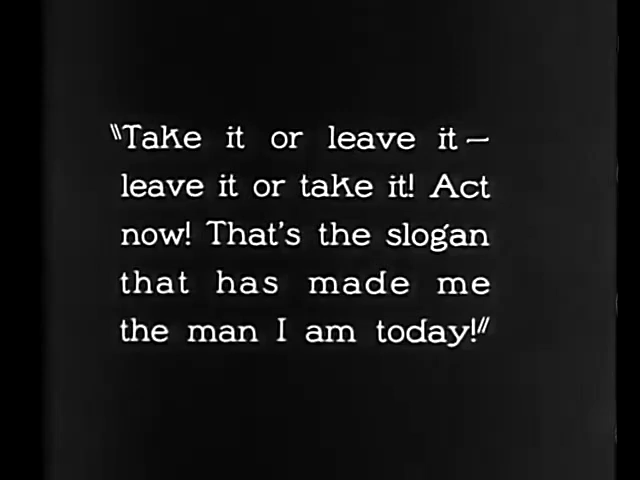 "Take it or leave it—
leave it or take it! Act
now! That's the slogan
that has made me
the man I am today!"